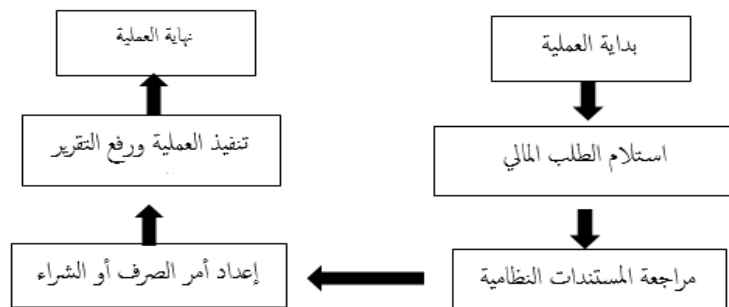 بداية العملية
استلام الطلب المالي
مراجعة المستندات النظامية
إعداد أمر الصرف أو الشراء
تنفيذ العملية ورفع التقرير
نهاية العملية